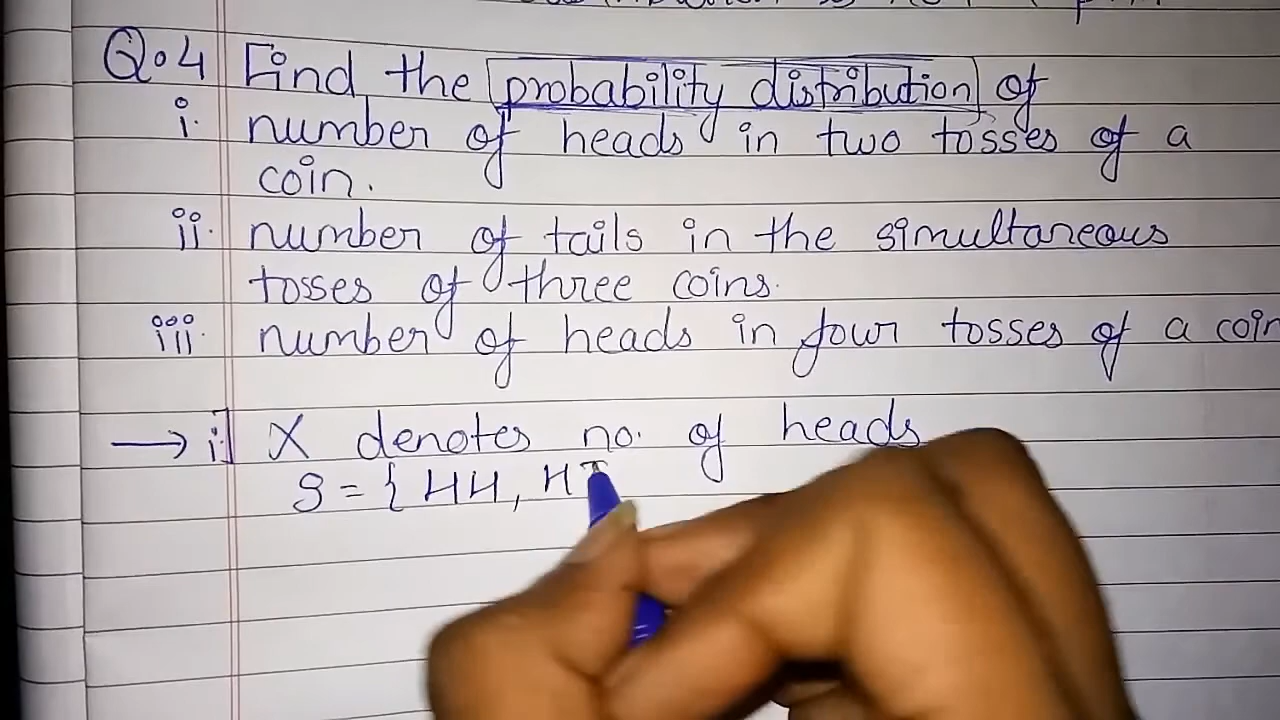 Q.4 Find the probability distribution of
i. number of heads in two tosses of a
coin.
ii. number of tails in the simultaneous
tosses of three coins.
iii. number of heads in four tosses of a coin
→ i] X denotes no. of heads
S = { HH, HT